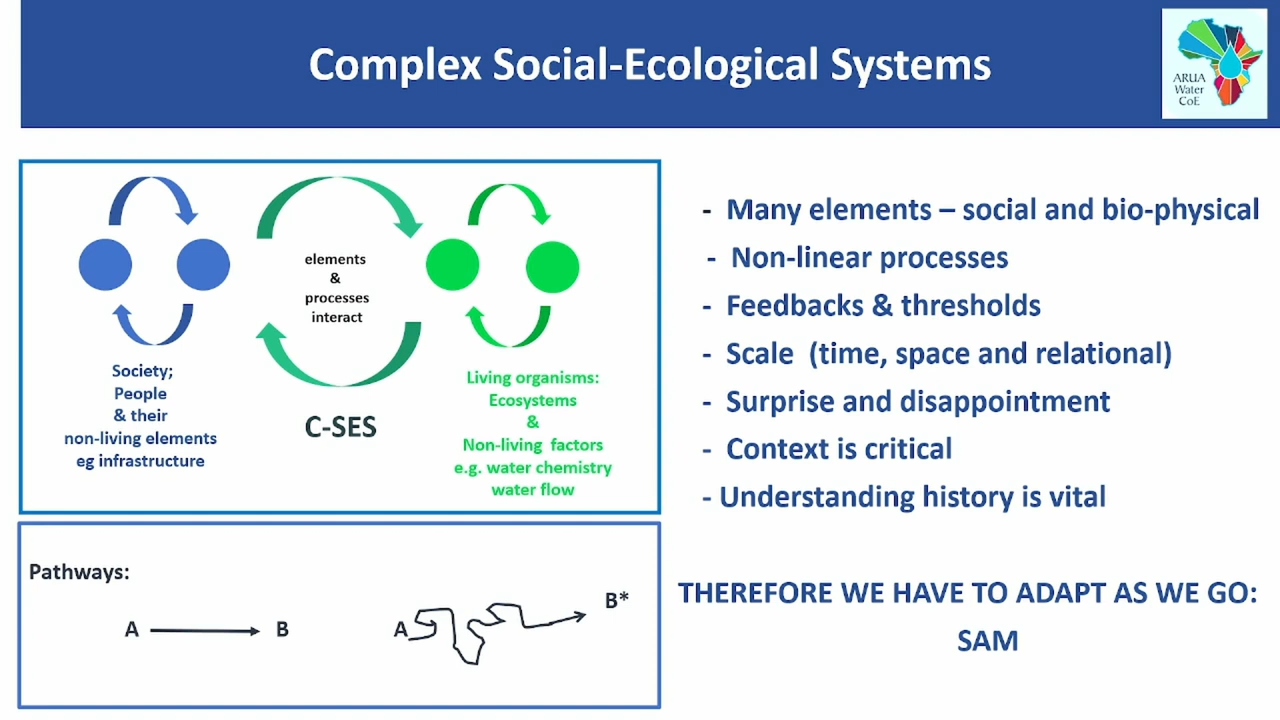 Complex Social-Ecological Systems
ARUA
Water
CoE
elements
&
processes
interact
Society;
People
& their
non-living elements
eg infrastructure
C-SES
Living organisms:
Ecosystems
&
Non-living factors
e.g. water chemistry
water flow
Pathways:
A B
A B*
- Many elements – social and bio-physical
- Non-linear processes
- Feedbacks & thresholds
- Scale (time, space and relational)
- Surprise and disappointment
- Context is critical
- Understanding history is vital
THEREFORE WE HAVE TO ADAPT AS WE GO:
SAM